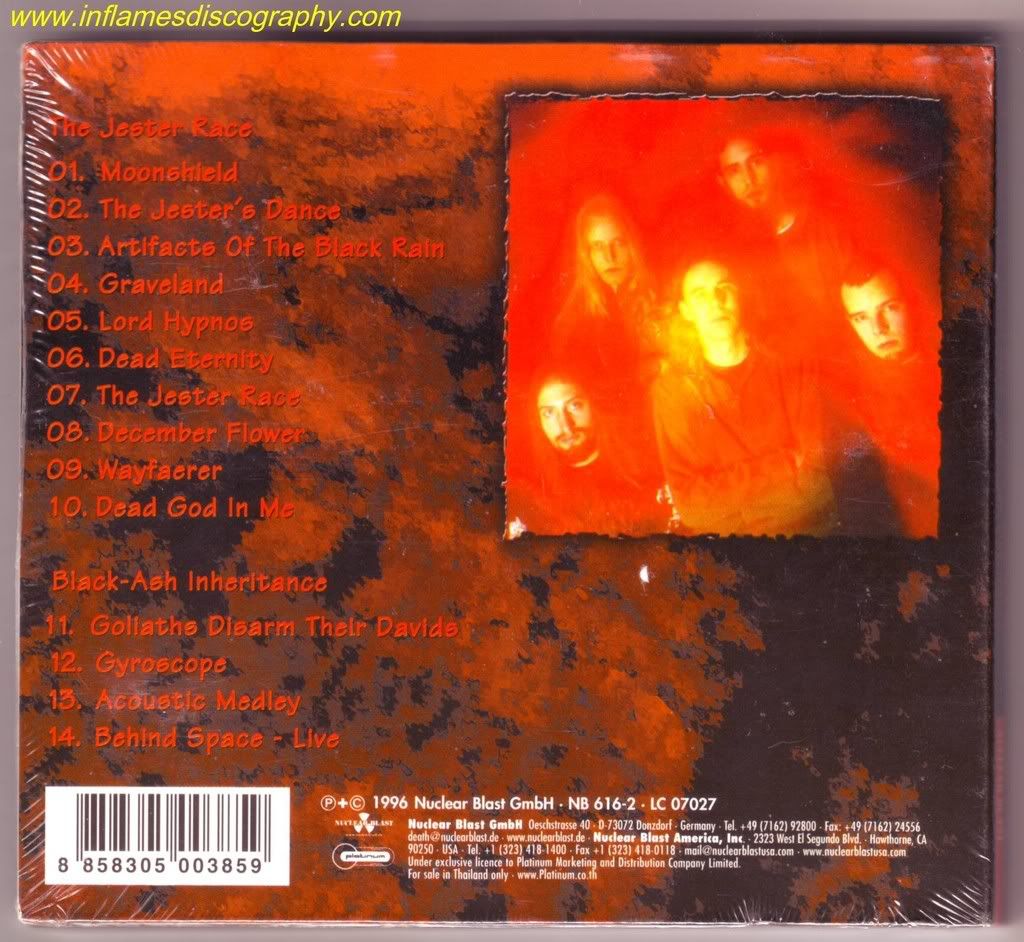 www.inflamesdiscography.com
The Jester Race
01. Moonshield
02. The Jester's Dance
03. Artifacts Of The Black Rain
04. Graveland
05. Lord Hypnos
06. Dead Eternity
07. The Jester Race
08. December Flower
09. Wayfaerer
10. Dead God In Me
Black-Ash Inheritance
11. Goliaths Disarm Their Davids
12. Gyroscope
13. Acoustic Medley
14. Behind Space - Live
8 858305 003859
℗+© 1996 Nuclear Blast GmbH · NB 616-2 · LC 07027
NUCLEAR BLAST
platinum
Nuclear Blast GmbH Oeschstrasse 40 · D-73072 Donzdorf · Germany · Tel. +49 (7162) 92800 · Fax: +49 (7162) 24556
death@nuclearblast.de · www.nuclearblast.de · Nuclear Blast America, Inc · 2323 West El Segundo Blvd. · Hawthorne, CA
90250 · USA · Tel. +1 (323) 418-1400 · Fax +1 (323) 418-0118 · mail@nuclearblastusa.com · www.nuclearblastusa.com
Under exclusive licence to Platinum Marketing and Distribution Company Limited.
For sale in Thailand only · www.Platinum.co.th